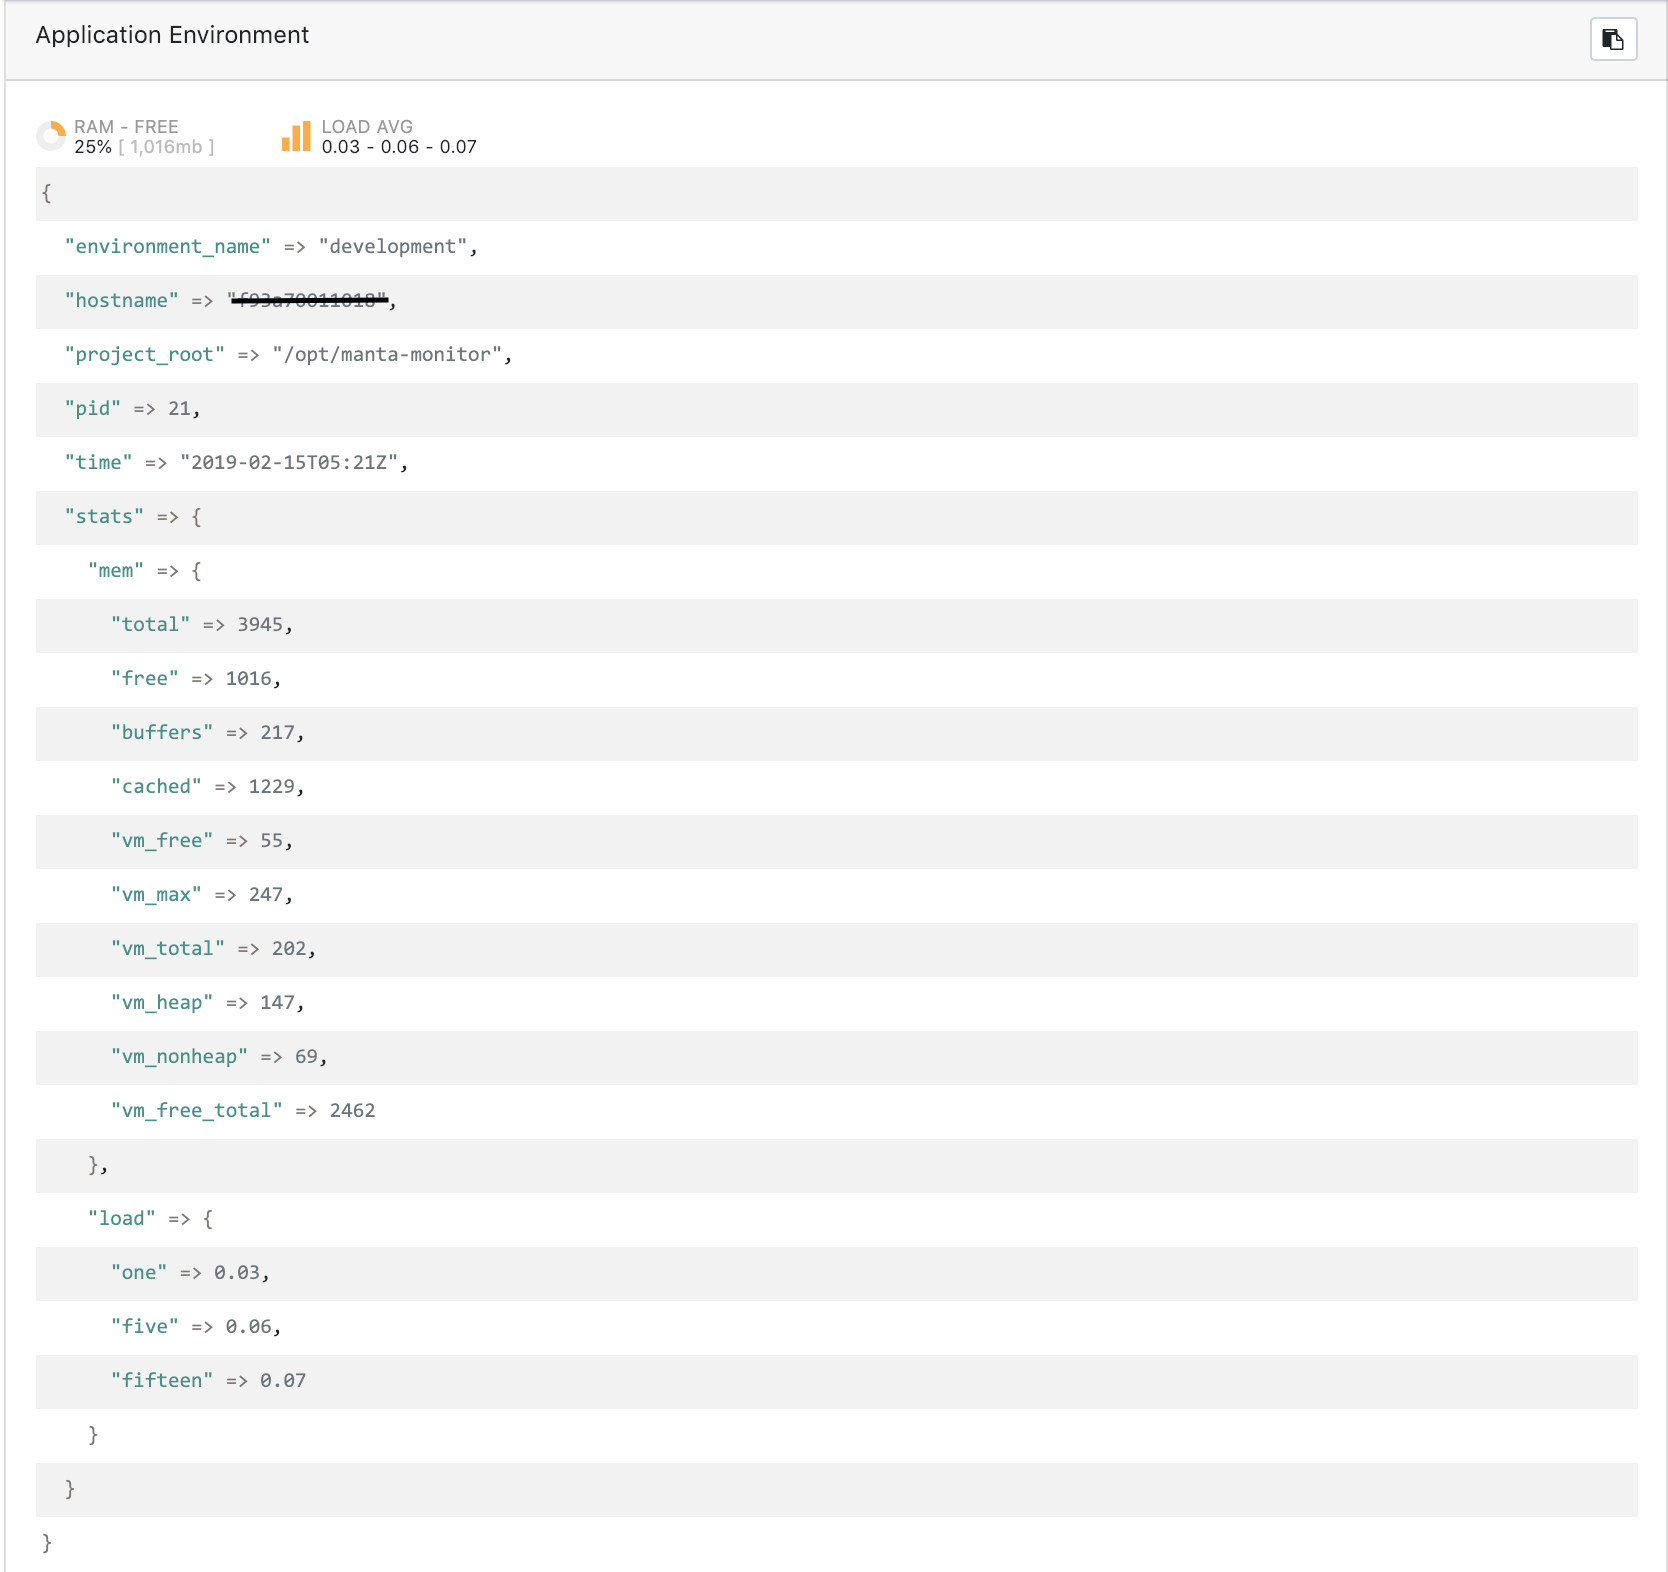 Application Environment
RAM - FREE
25% [ 1,016mb ]
LOAD AVG
0.03 - 0.06 - 0.07
{
"environment_name" => "development",
"hostname" => ",
"project_root" => "/opt/manta-monitor",
"pid" => 21,
"time" => "2019-02-15T05:21Z",
"stats" => {
"mem" => {
"total" => 3945,
"free" => 1016,
"buffers" => 217,
"cached" => 1229,
"vm_free" => 55,
"vm_max" => 247,
"vm_total" => 202,
"vm_heap" => 147,
"vm_nonheap" => 69,
"vm_free_total" => 2462
},
"load" => {
"one" => 0.03,
"five" => 0.06,
"fifteen" => 0.07
}
}
}